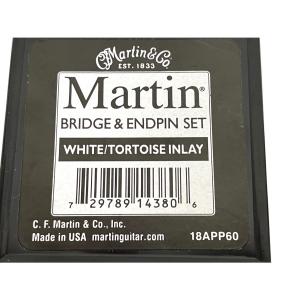 C.F. Martin & Co.
EST. 1833
Martin®
BRIDGE & ENDPIN SET
WHITE/TORTOISE INLAY
7 29789 14380 6
C. F. Martin & Co., Inc.
Made in USA martinguitar.com 18APP60